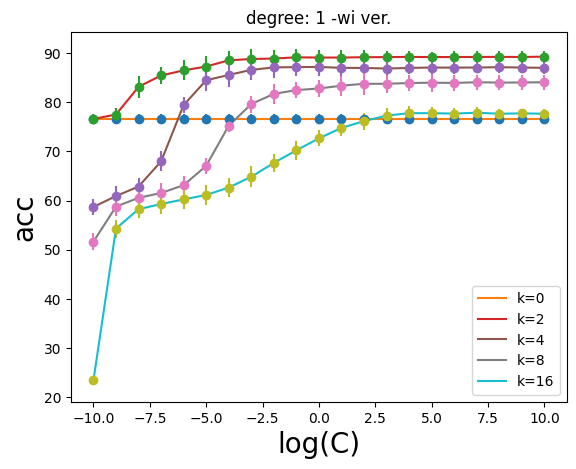 degree: 1 -wi ver.
acc
90
80
70
60
50
40
30
20
k=0
k=2
k=4
k=8
k=16
−10.0 −7.5 −5.0 −2.5 0.0 2.5 5.0 7.5 10.0
log(C)